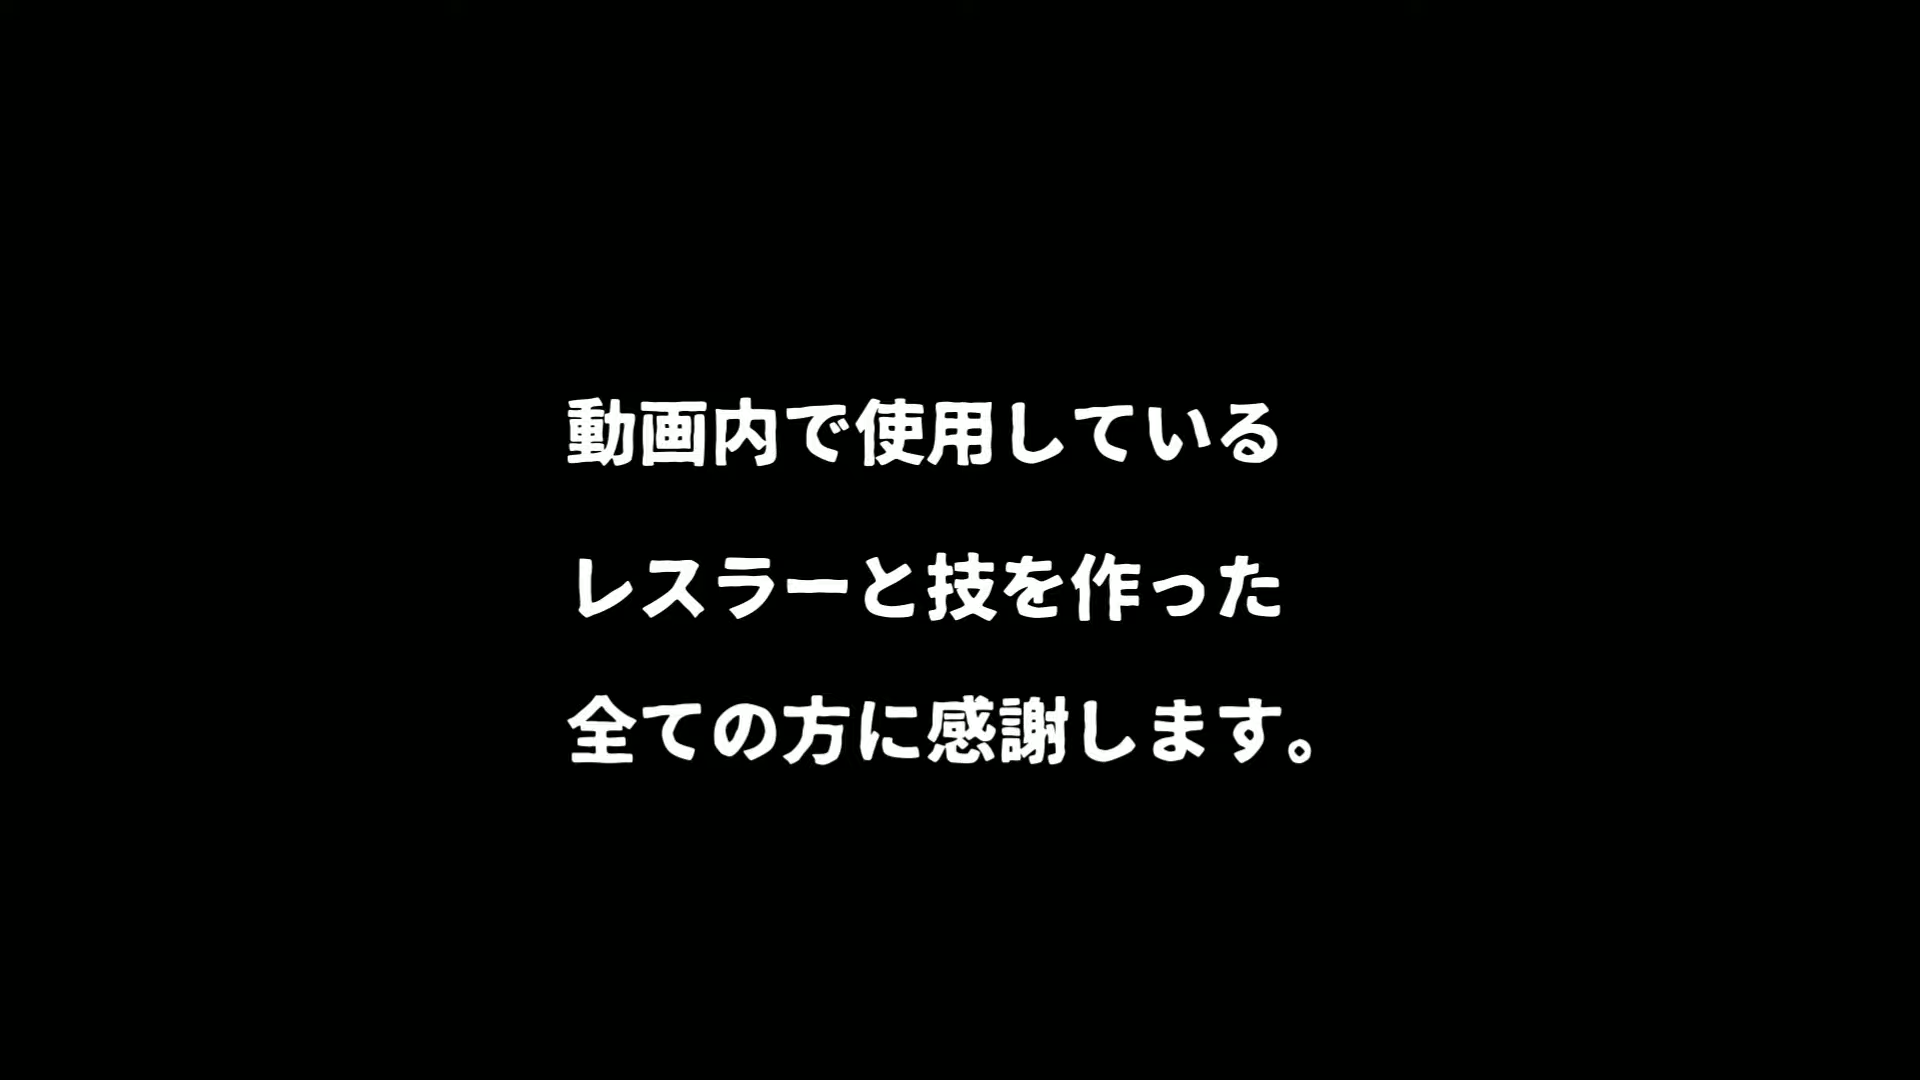 動画内で使用している
レスラーと技を作った
全ての方に感謝します。